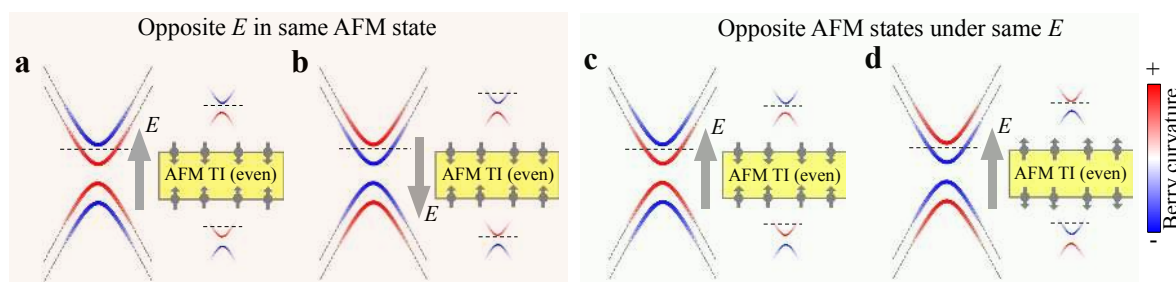 Opposite E in same AFM state
Opposite AFM states under same E
a
b
c
d
E
AFM TI (even)
E
AFM TI (even)
E
AFM TI (even)
E
AFM TI (even)
+
Berry curvature
-